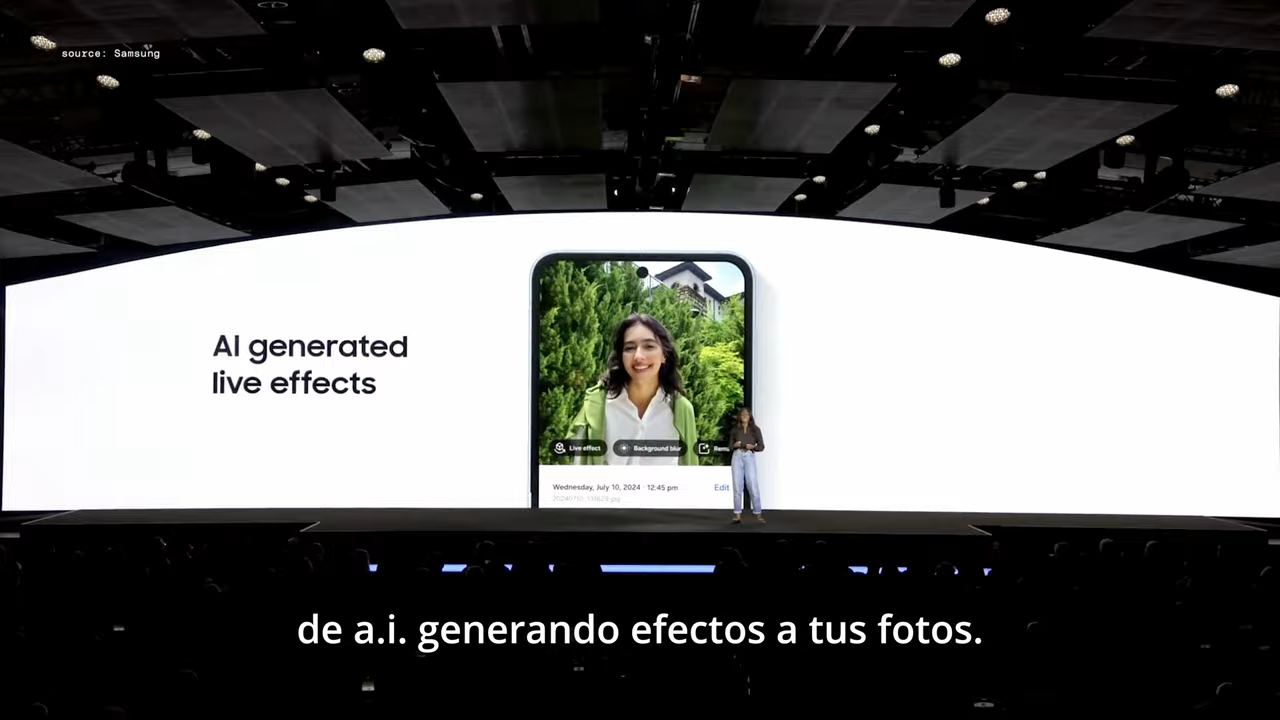 source: Samsung
AI generated
live effects
Live effect
Background blur
Wednesday, July 10, 2024 · 12:45 pm
Edit
de a.i. generando efectos a tus fotos.